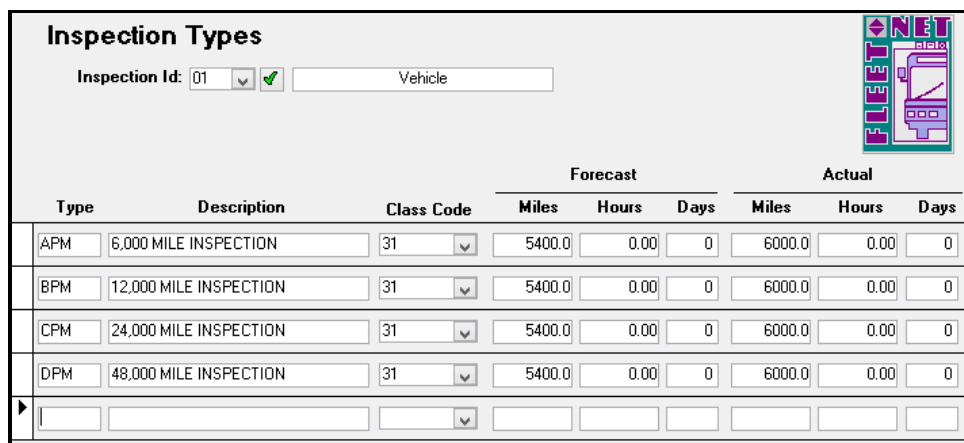 Inspection Types
Inspection Id: 01 Vehicle
FLEET NET
Forecast Actual
Type Description Class Code Miles Hours Days Miles Hours Days
APM 6,000 MILE INSPECTION 31 5400.0 0.00 0 6000.0 0.00 0
BPM 12,000 MILE INSPECTION 31 5400.0 0.00 0 6000.0 0.00 0
CPM 24,000 MILE INSPECTION 31 5400.0 0.00 0 6000.0 0.00 0
DPM 48,000 MILE INSPECTION 31 5400.0 0.00 0 6000.0 0.00 0